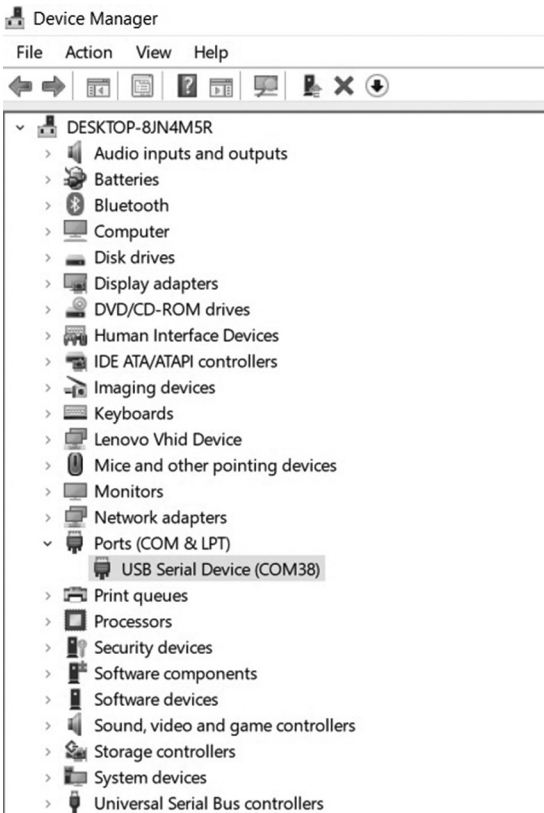 Device Manager
File Action View Help
DESKTOP-8JN4M5R
Audio inputs and outputs
Batteries
Bluetooth
Computer
Disk drives
Display adapters
DVD/CD-ROM drives
Human Interface Devices
IDE ATA/ATAPI controllers
Imaging devices
Keyboards
Lenovo Vhid Device
Mice and other pointing devices
Monitors
Network adapters
Ports (COM & LPT)
USB Serial Device (COM38)
Print queues
Processors
Security devices
Software components
Software devices
Sound, video and game controllers
Storage controllers
System devices
Universal Serial Bus controllers